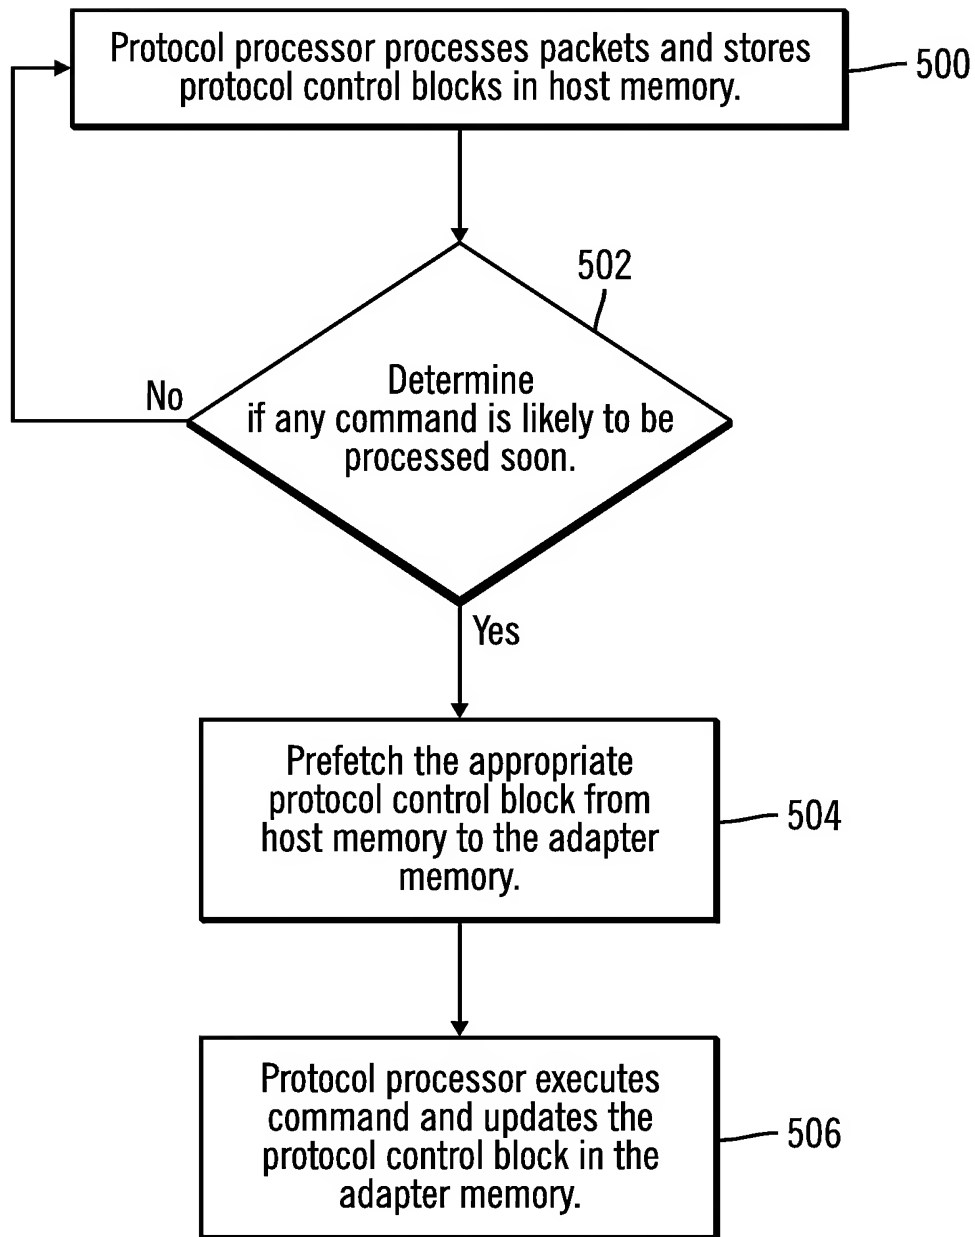 Protocol processor processes packets and stores
protocol control blocks in host memory.
500
502
Determine
if any command is likely to be
processed soon.
No
Yes
Prefetch the appropriate
protocol control block from
host memory to the adapter
memory.
504
Protocol processor executes
command and updates the
protocol control block in the
adapter memory.
506